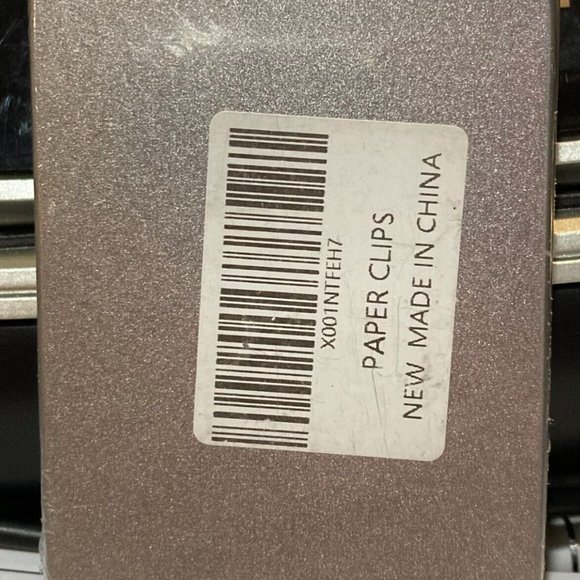 X001NTFEH7
PAPER CLIPS
NEW MADE IN CHINA